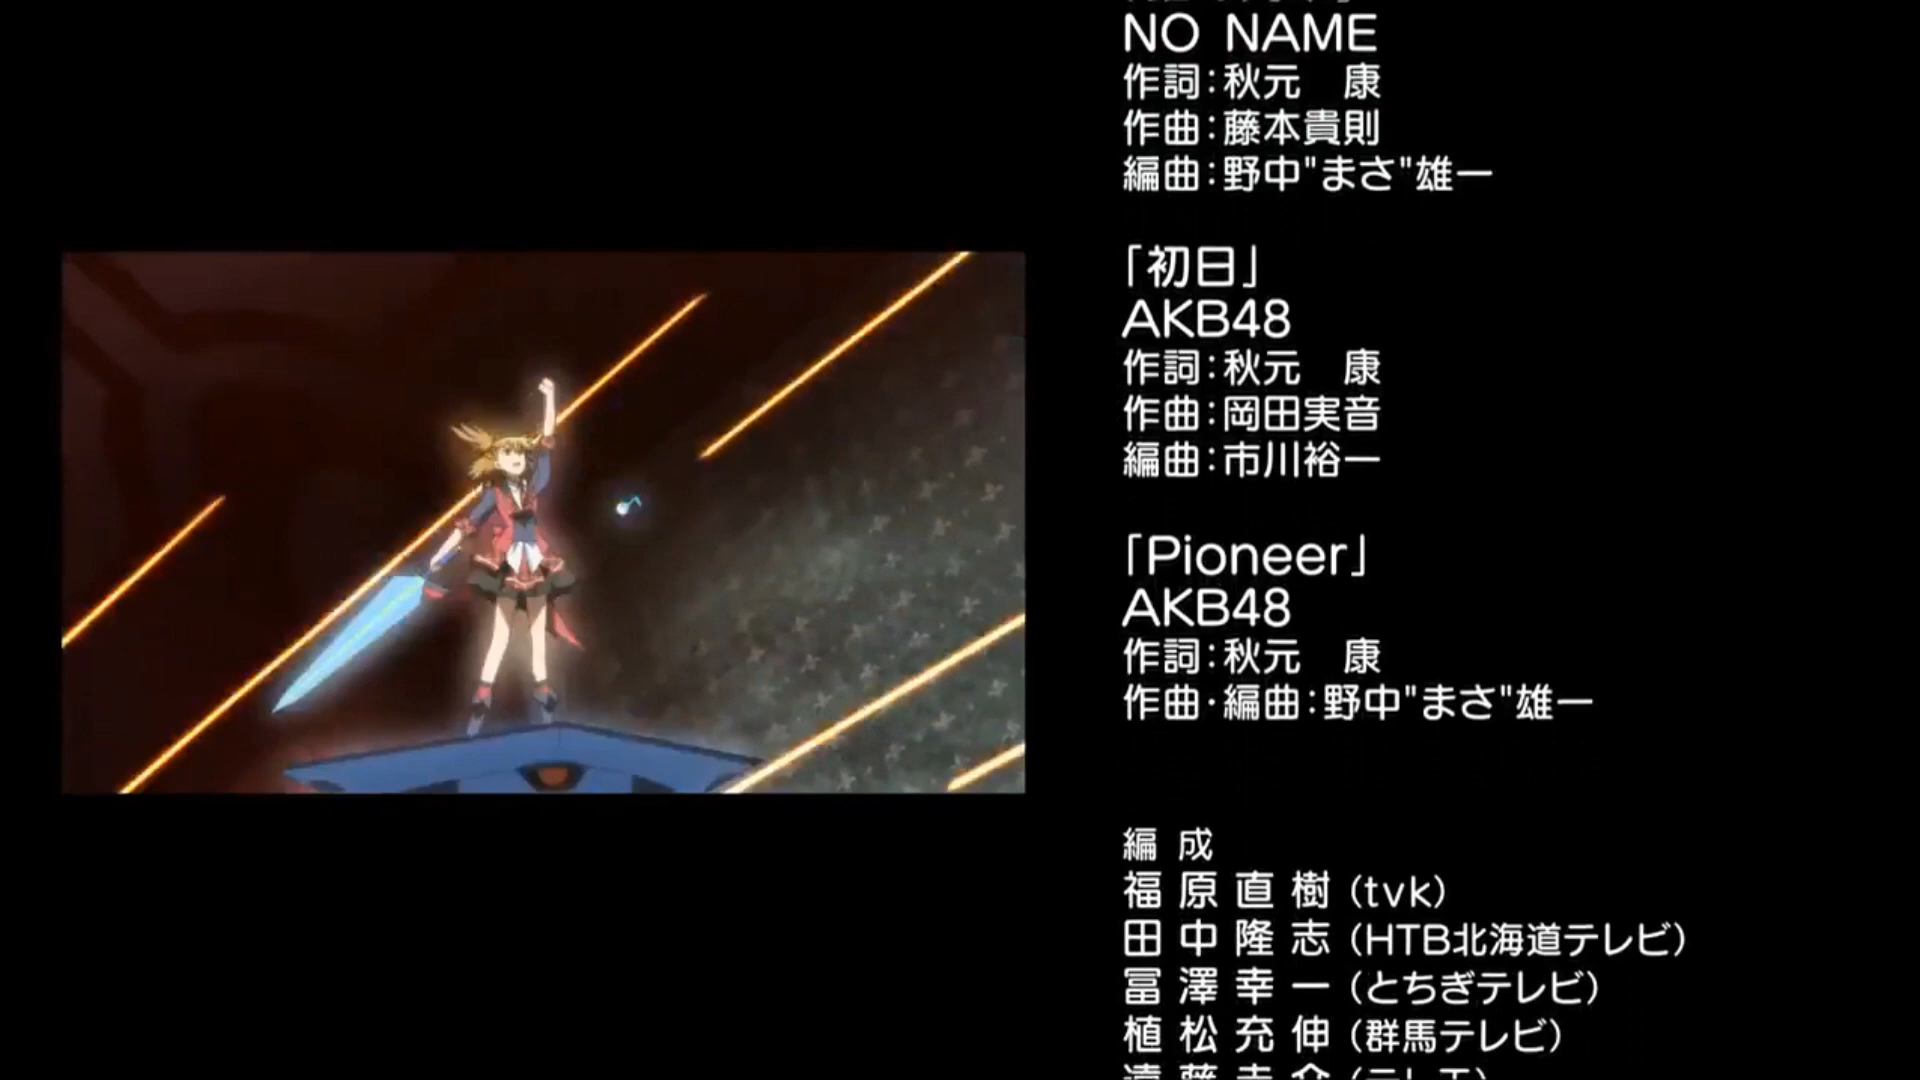 NO NAME
作詞:秋元　康
作曲:藤本貴則
編曲:野中"まさ"雄一
「初日」
AKB48
作詞:秋元　康
作曲:岡田実音
編曲:市川裕一
「Pioneer」
AKB48
作詞:秋元　康
作曲・編曲:野中"まさ"雄一
編 成
福 原 直 樹 (tvk)
田 中 隆 志 (HTB北海道テレビ)
冨 澤 幸 一 (とちぎテレビ)
植 松 充 伸 (群馬テレビ)